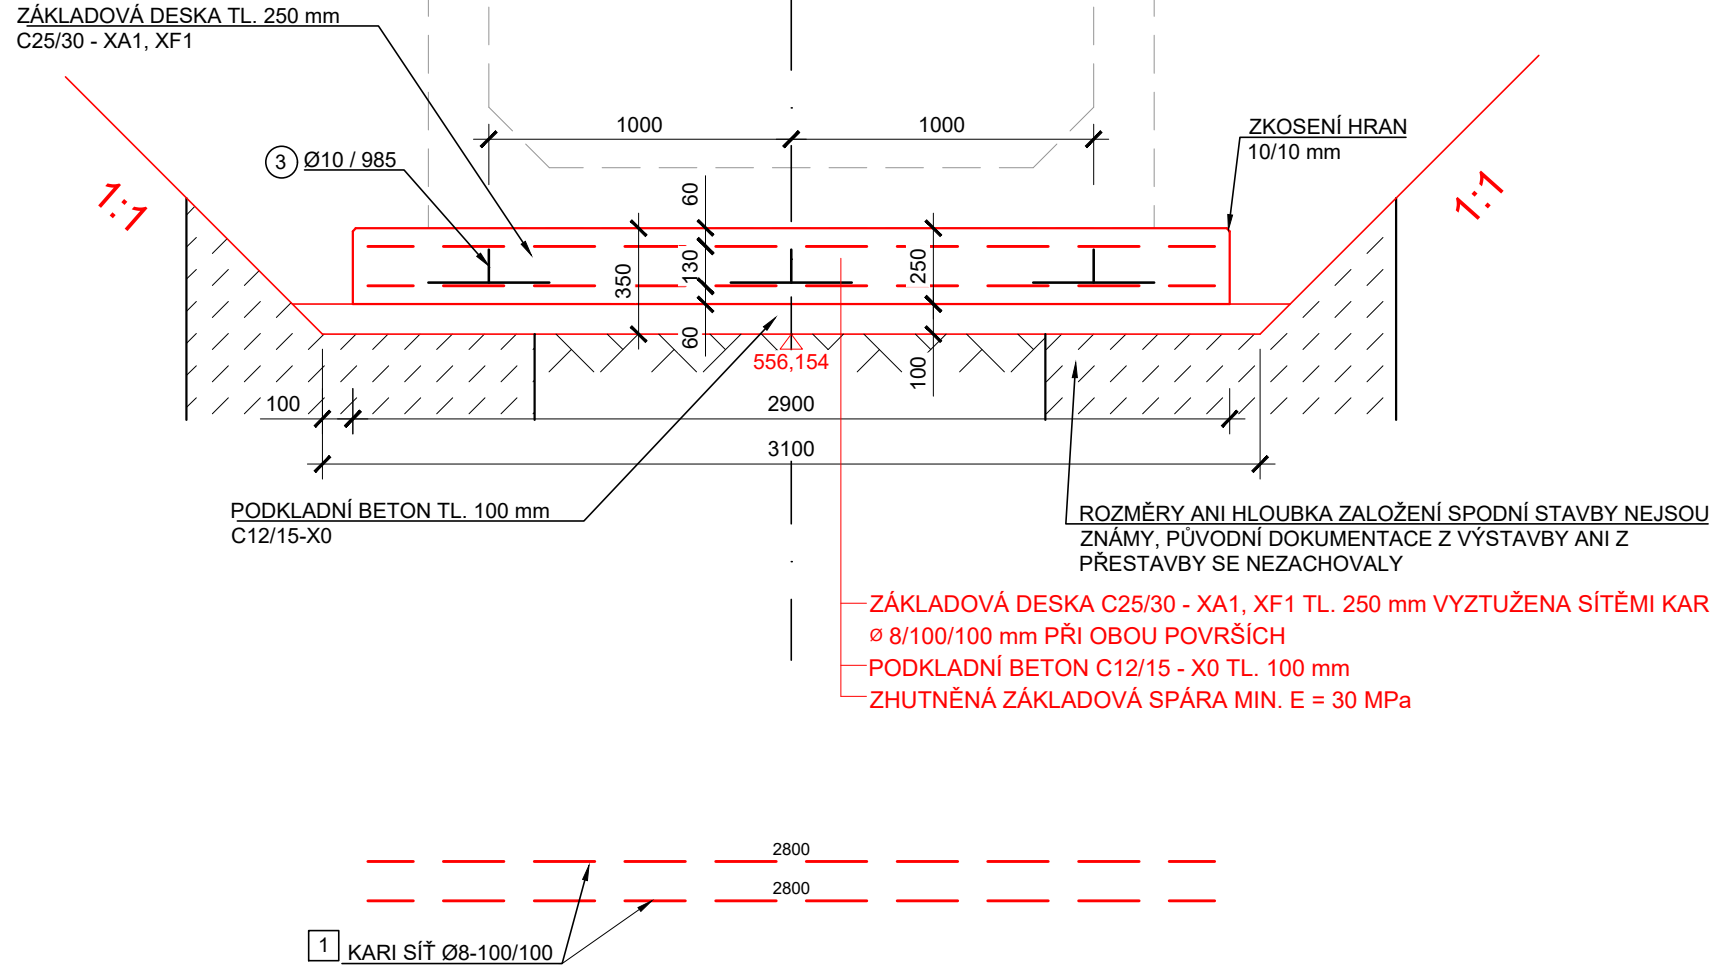 ZÁKLADOVÁ DESKA TL. 250 mm
C25/30 - XA1, XF1
1000
1000
ZKOSENÍ HRAN
10/10 mm
3
Ø10 / 985
1:1
1:1
60
350
130
250
60
556,154
100
100
2900
3100
PODKLADNÍ BETON TL. 100 mm
C12/15-X0
ROZMĚRY ANI HLOUBKA ZALOŽENÍ SPODNÍ STAVBY NEJSOU
ZNÁMY, PŮVODNÍ DOKUMENTACE Z VÝSTAVBY ANI Z
PŘESTAVBY SE NEZACHOVALY
ZÁKLADOVÁ DESKA C25/30 - XA1, XF1 TL. 250 mm VYZTUŽENA SÍTĚMI KAR
Ø 8/100/100 mm PŘI OBOU POVRŠÍCH
PODKLADNÍ BETON C12/15 - X0 TL. 100 mm
ZHUTNĚNÁ ZÁKLADOVÁ SPÁRA MIN. E = 30 MPa
2800
2800
1
KARI SÍŤ Ø8-100/100